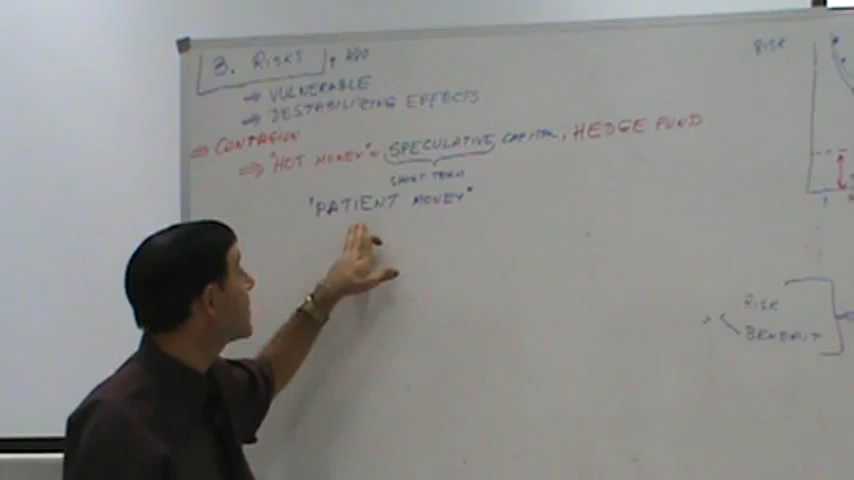 3. RISKS
→ VULNERABLE
→ DESTABILIZING EFFECTS
⇒ CONTAGION
⇒ "HOT MONEY" = SPECULATIVE CAPITAL, HEDGE FUND
SHORT TERM
"PATIENT MONEY"
RISK
RISK
BENEFIT